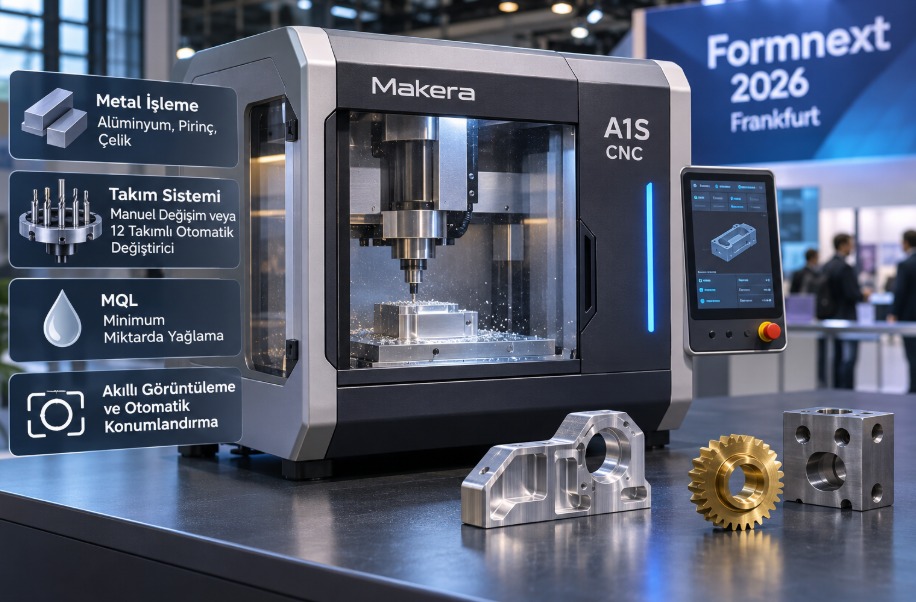 Metal İşleme
Alüminyum, Pirinç,
Çelik
Takım Sistemi
Manuel Değişim veya
12 Takımlı Otomatik
Değiştirici
MQL
Minimum
Miktarda Yağlama
Akıllı Görüntüleme
ve Otomatik
Konumlandırma
Makera
A1S
CNC
Formnext
2026
Frankfurt